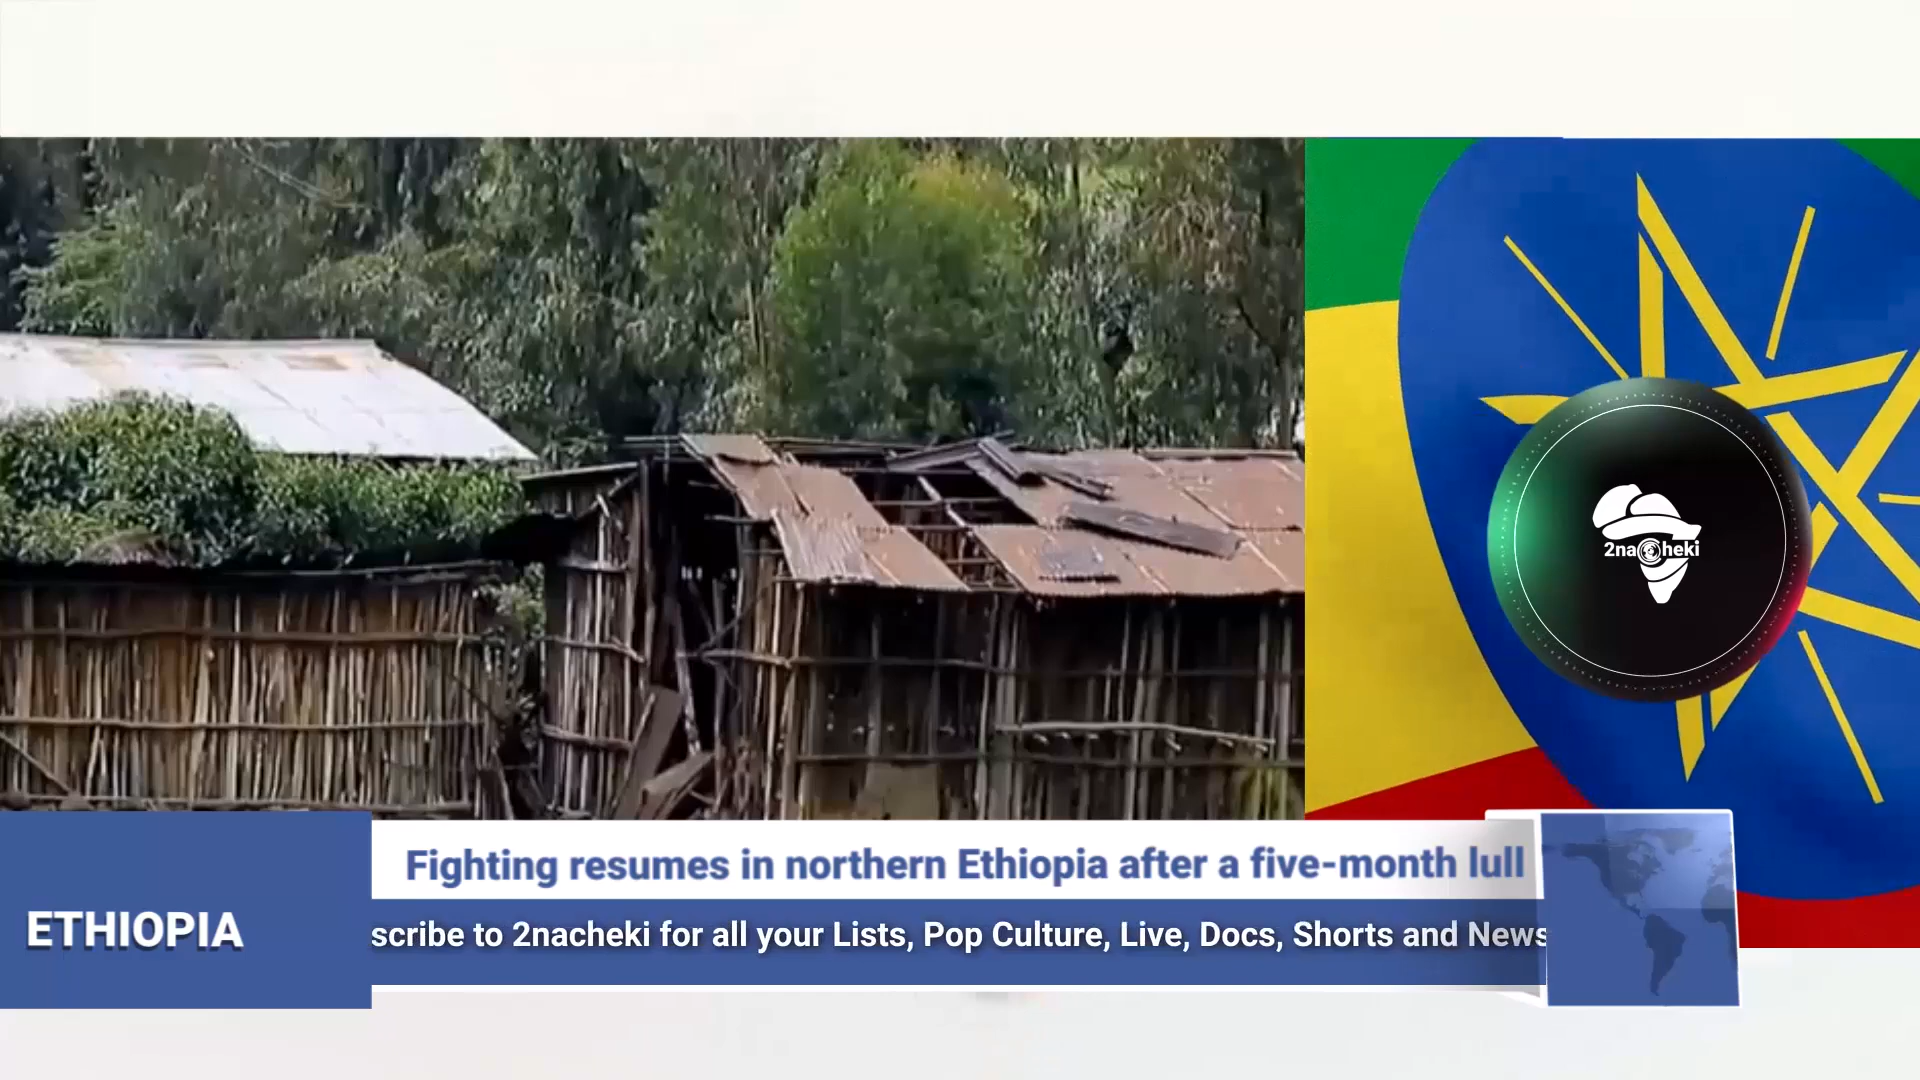 2nacheki
Fighting resumes in northern Ethiopia after a five-month lull
ETHIOPIA
scribe to 2nacheki for all your Lists, Pop Culture, Live, Docs, Shorts and News